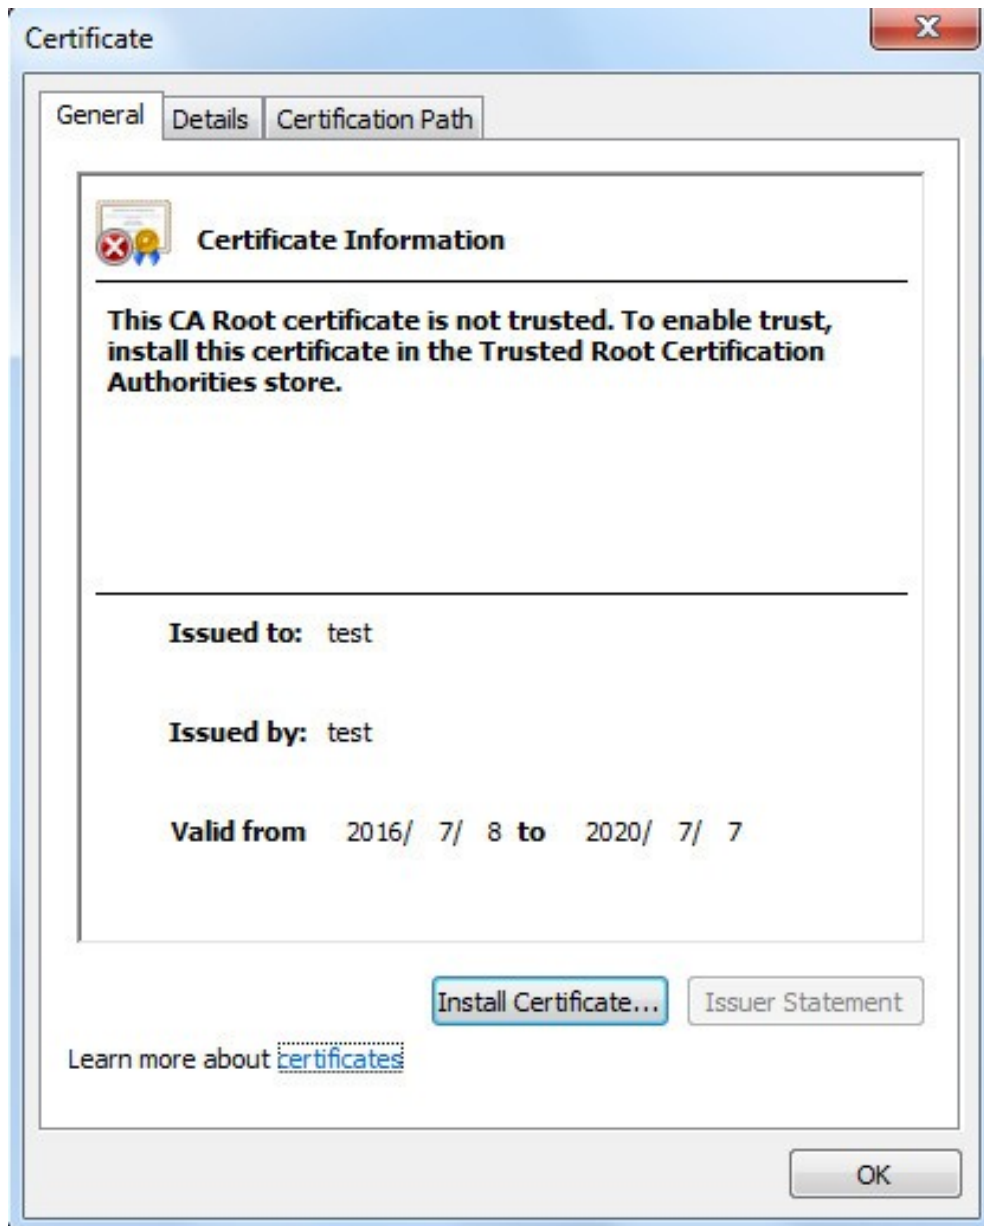 Certificate
General Details Certification Path
Certificate Information
This CA Root certificate is not trusted. To enable trust,
install this certificate in the Trusted Root Certification
Authorities store.
Issued to: test
Issued by: test
Valid from 2016/ 7/ 8 to 2020/ 7/ 7
Install Certificate... Issuer Statement
Learn more about certificates
OK